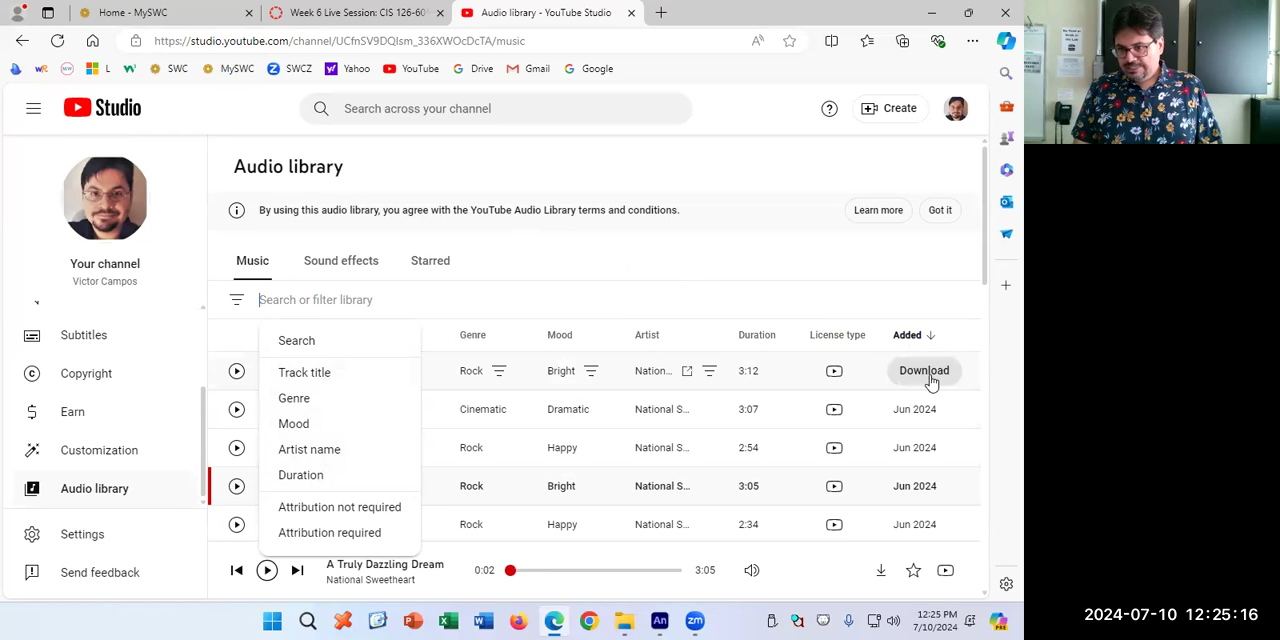 Home - MySWC
Week 6 Live Session: CIS 126-60
Audio library - YouTube Studio
https://studio.youtube.com/channel/
/music
SWC
MySWC
SWCZ
Yahoo
Drive
Gmail
Google
Studio
Search across your channel
Create
Your channel
Victor Campos
Subtitles
Copyright
Earn
Customization
Audio library
Settings
Send feedback
Audio library
By using this audio library, you agree with the YouTube Audio Library terms and conditions.
Learn more
Got it
Music
Sound effects
Starred
Search or filter library
Search
Track title
Genre
Mood
Artist name
Duration
Attribution not required
Attribution required
Genre Mood Artist Duration License type Added
Rock Bright Nation... 3:12 Download
Cinematic Dramatic National S... 3:07 Jun 2024
Rock Happy National S... 2:54 Jun 2024
Rock Bright National S... 3:05 Jun 2024
Rock Happy National S... 2:34 Jun 2024
A Truly Dazzling Dream
National Sweetheart
0:02
3:05
12:25 PM
7/10/2024
2024-07-10 12:25:16